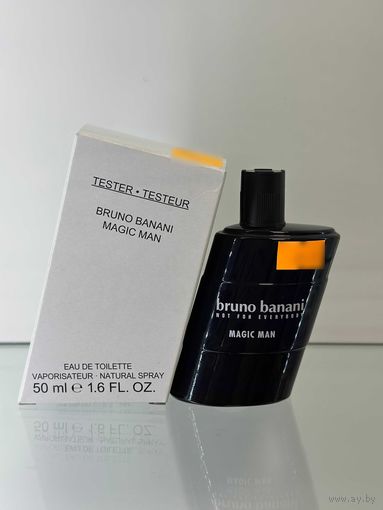 TESTER • TESTEUR
BRUNO BANANI
MAGIC MAN
EAU DE TOILETTE
VAPORISATEUR · NATURAL SPRAY
50 ml ℮ 1.6 FL. OZ.
bruno banani
NOT FOR EVERYBODY
MAGIC MAN
www.ay.by